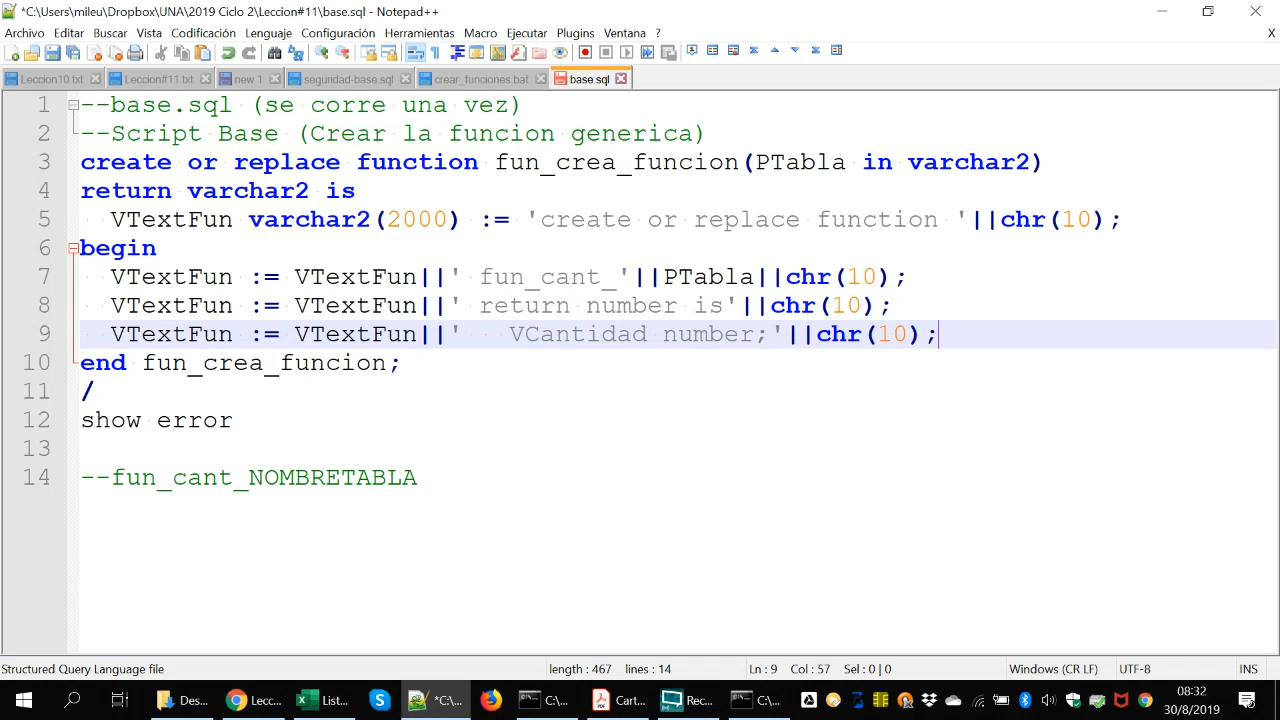 *C:\Users\mileu\Dropbox\UNA\2019 Ciclo 2\Leccion#11\base.sql - Notepad++
Archivo Editar Buscar Vista Codificación Lenguaje Configuración Herramientas Macro Ejecutar Plugins Ventana ? X
Leccion10.txt Leccion#11.txt new 1 seguridad-base.sql crear_funciones.bat base.sql
1 --base.sql (se corre una vez)
2 --Script Base (Crear la funcion generica)
3 create or replace function fun_crea_funcion(PTabla in varchar2)
4 return varchar2 is
5 VTextFun varchar2(2000) := 'create or replace function '||chr(10);
6 begin
7 VTextFun := VTextFun||' fun_cant_'||PTabla||chr(10);
8 VTextFun := VTextFun||' return number is'||chr(10);
9 VTextFun := VTextFun||'   VCantidad number;'||chr(10);
10 end fun_crea_funcion;
11 /
12 show error
13
14 --fun_cant_NOMBRETABLA
Structured Query Language file length : 467 lines : 14 Ln : 9 Col : 57 Sel : 0 | 0 Windows (CR LF) UTF-8 INS
Des... Lecc... List... *C:\... C:\... Cart... Rec... C:\... 08:32
30/8/2019